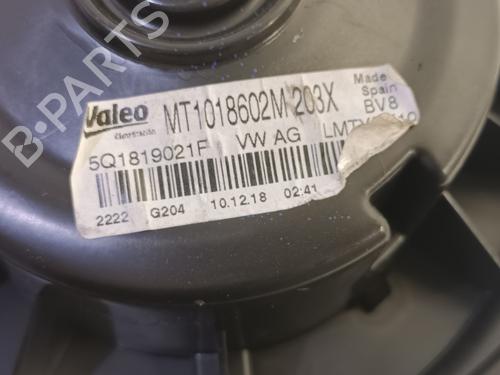 Valeo MT1018602M 203X Made
Spain
BV8
5Q1819021F VW AG
2222 G204 10.12.18 02:41
B-PARTS